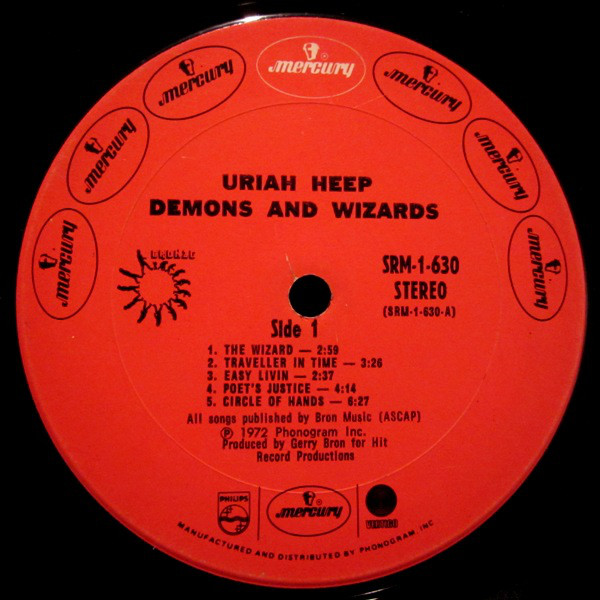 mercury
mercury
mercury
mercury
mercury
mercury
mercury
URIAH HEEP
DEMONS AND WIZARDS
BRONZE
SRM-1-630
STEREO
(SRM-1-630-A)
Side 1
1. THE WIZARD — 2:59
2. TRAVELLER IN TIME — 3:26
3. EASY LIVIN — 2:37
4. POET'S JUSTICE — 4:14
5. CIRCLE OF HANDS — 6:27
All songs published by Bron Music (ASCAP)
℗ 1972 Phonogram Inc.
Produced by Gerry Bron for Hit
Record Productions
PHILIPS
mercury
VERTIGO
MANUFACTURED AND DISTRIBUTED BY PHONOGRAM, INC